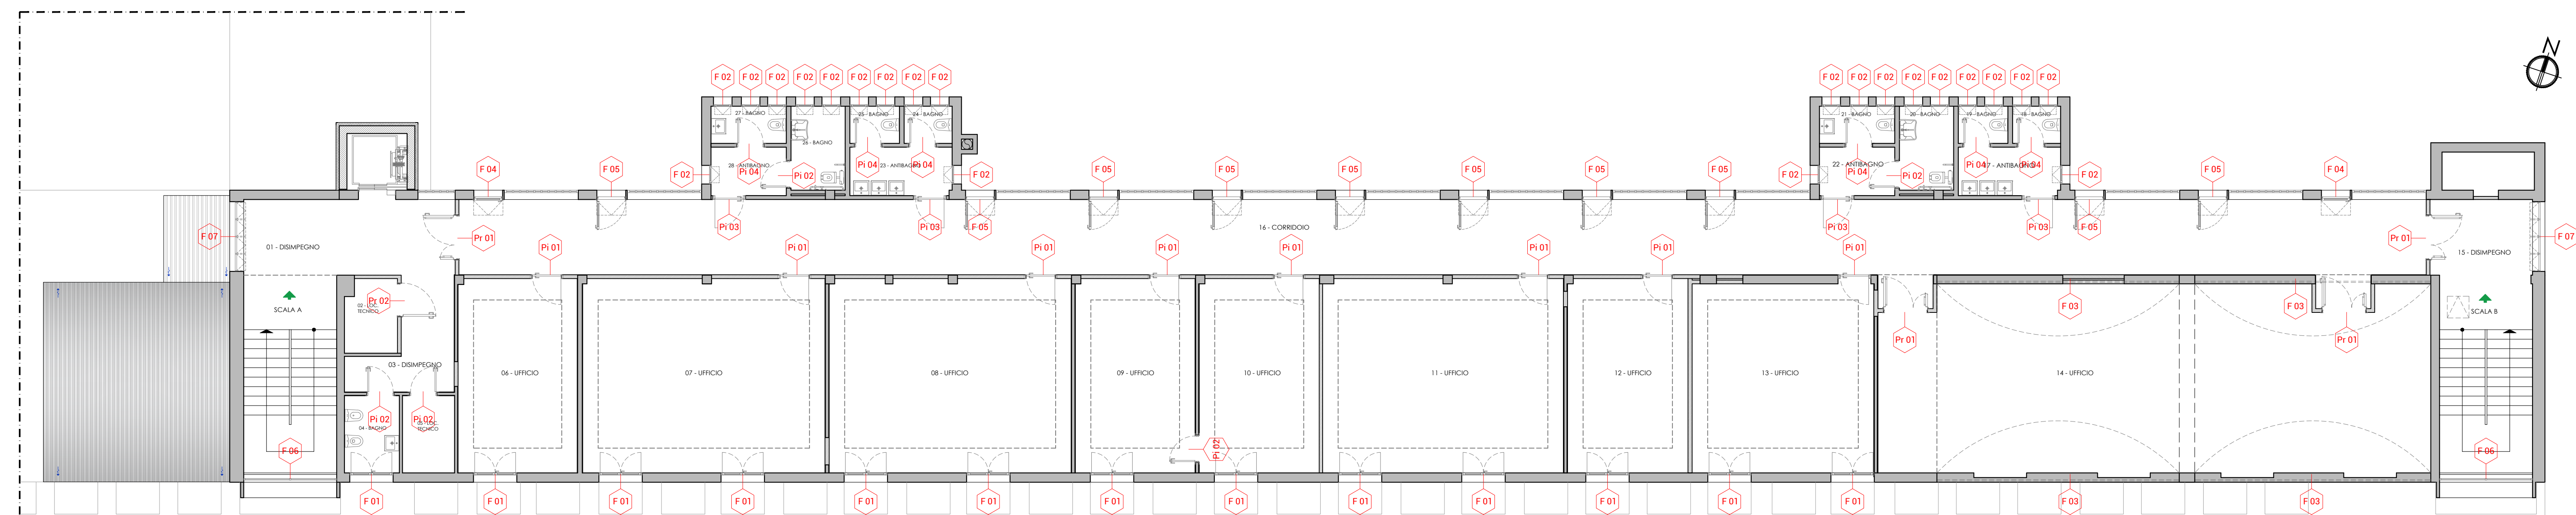 N
F 02 F 02 F 02 F 02 F 02 F 02 F 02 F 02 F 02
F 02 F 02 F 02 F 02 F 02 F 02 F 02 F 02 F 02
27 - BAGNO 26 - BAGNO 25 - BAGNO 24 - BAGNO
21 - BAGNO 20 - BAGNO 19 - BAGNO 18 - BAGNO
28 - ANTIBAGNO 23 - ANTIBAGNO 22 - ANTIBAGNO 17 - ANTIBAGNO
Pi 04 Pi 02 Pi 04 Pi 04 Pi 04 Pi 02 Pi 04 Pi 04
F 04 F 05 F 02 F 02 F 05 F 05 F 05 F 05 F 05 F 05 F 02 F 02 F 05 F 04
Pi 03 Pi 03 F 05 16 - CORRIDOIO Pi 03 Pi 03 F 05
F 07 01 - DISIMPEGNO Pr 01 Pr 01 15 - DISIMPEGNO F 07
Pi 01 Pi 01 Pi 01 Pi 01 Pi 01 Pi 01 Pi 01 Pi 01
Pr 02
02 - LOC.
TECNICO
SCALA A
F 03 F 03
SCALA B
Pr 01 Pr 01
03 - DISIMPEGNO
06 - UFFICIO 07 - UFFICIO 08 - UFFICIO 09 - UFFICIO 10 - UFFICIO 11 - UFFICIO 12 - UFFICIO 13 - UFFICIO 14 - UFFICIO
Pi 02 Pi 02
04 - BAGNO
05 - LOC.
TECNICO
F 06 Pi 02 F 06
F 01 F 01 F 01 F 01 F 01 F 01 F 01 F 01 F 01 F 01 F 01 F 01 F 01 F 03 F 03